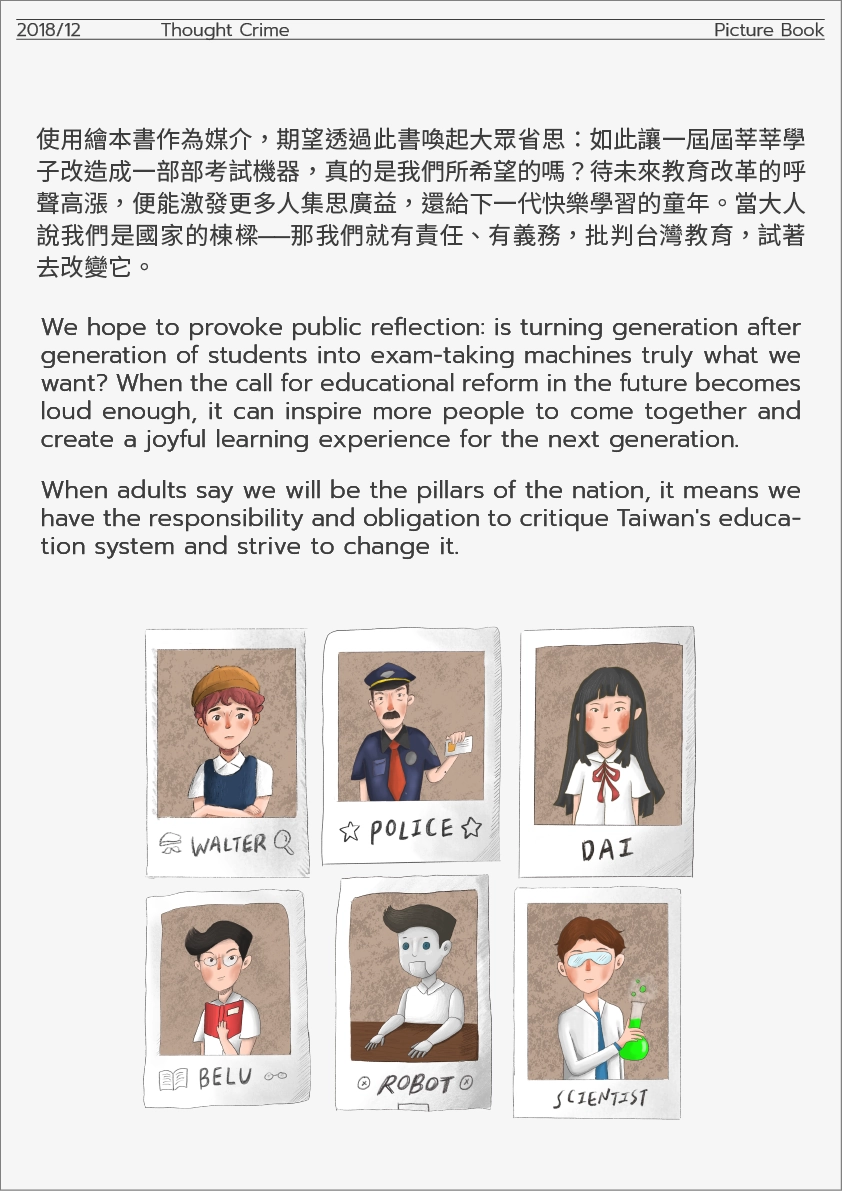 2018/12 Thought Crime Picture Book
使用繪本書作為媒介，期望透過此書喚起大眾省思：如此讓一屆屆莘莘學
子改造成一部部考試機器，真的是我們所希望的嗎？待未來教育改革的呼
聲高漲，便能激發更多人集思廣益，還給下一代快樂學習的童年。當大人
說我們是國家的棟樑──那我們就有責任、有義務，批判台灣教育，試著
去改變它。
We hope to provoke public reflection: is turning generation after
generation of students into exam-taking machines truly what we
want? When the call for educational reform in the future becomes
loud enough, it can inspire more people to come together and
create a joyful learning experience for the next generation.
When adults say we will be the pillars of the nation, it means we
have the responsibility and obligation to critique Taiwan's educa-
tion system and strive to change it.
WALTER
POLICE
DAI
BELU
ROBOT
SCIENTIST